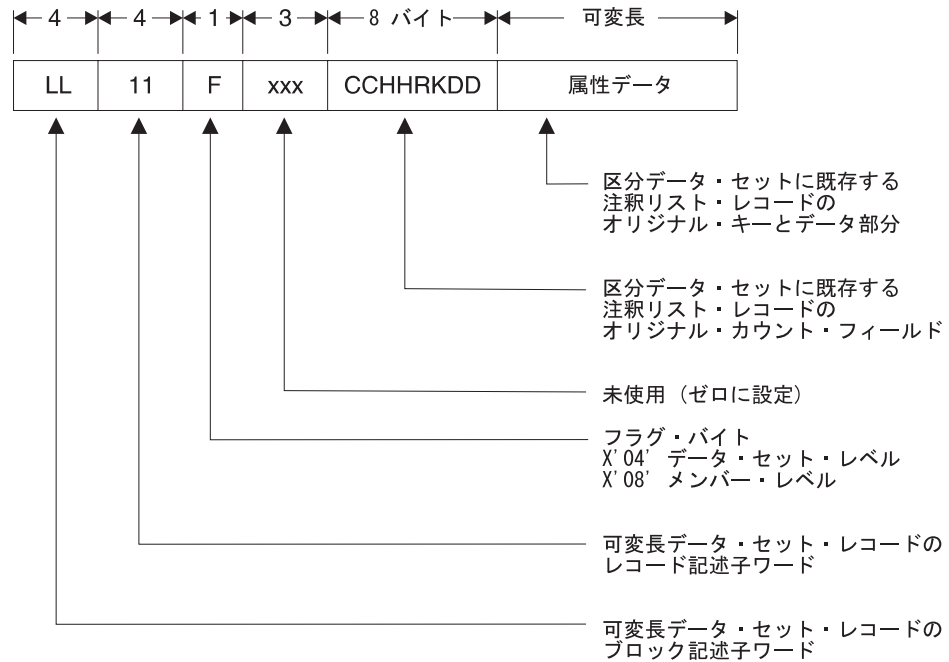 4 4 1 3 8 バイト 可変長
LL 11 F xxx CCHHRKDD 属性データ
区分データ・セットに既存する
注釈リスト・レコードの
オリジナル・キーとデータ部分
区分データ・セットに既存する
注釈リスト・レコードの
オリジナル・カウント・フィールド
未使用（ゼロに設定）
フラグ・バイト
X'04' データ・セット・レベル
X'08' メンバー・レベル
可変長データ・セット・レコードの
レコード記述子ワード
可変長データ・セット・レコードの
ブロック記述子ワード